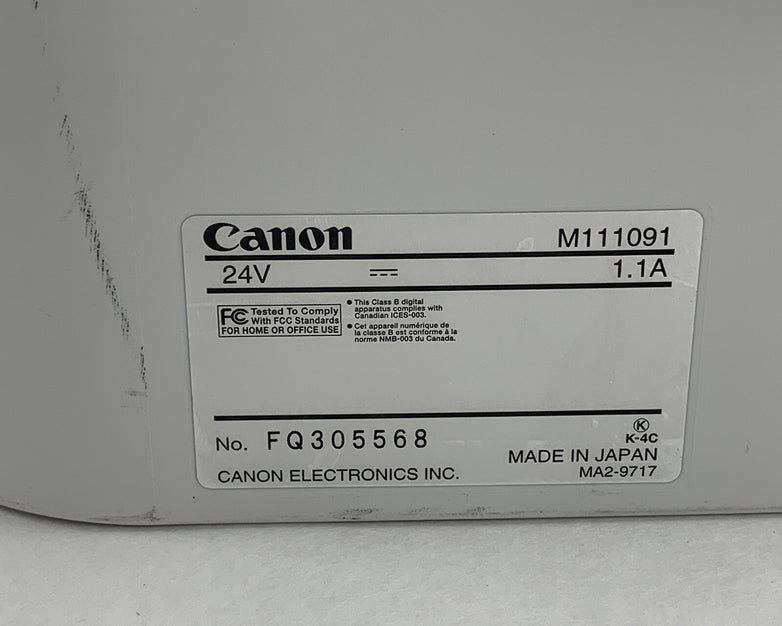 Canon M111091
24V ⎓ 1.1A
FC Tested To Comply
With FCC Standards
FOR HOME OR OFFICE USE
● This Class B digital
apparatus complies with
Canadian ICES-003.
● Cet appareil numérique de
la classe B est conforme à la
norme NMB-003 du Canada.
K
K-4C
No. FQ305568
MADE IN JAPAN
CANON ELECTRONICS INC. MA2-9717